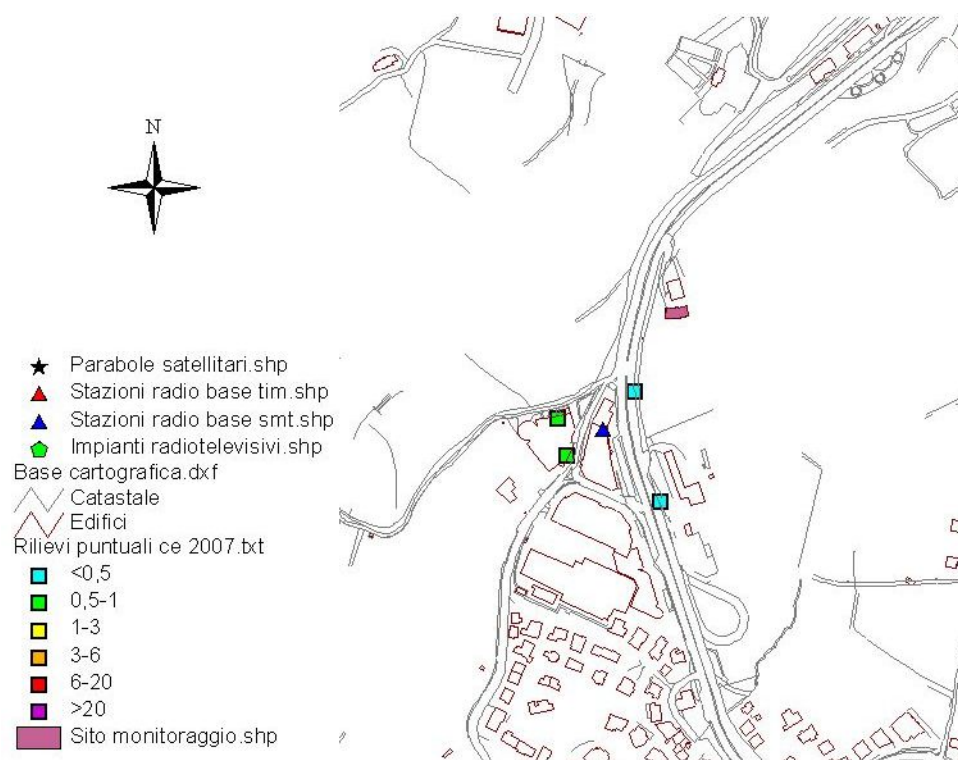 N
Parabole satellitari.shp
Stazioni radio base tim.shp
Stazioni radio base smt.shp
Impianti radiotelevisivi.shp
Base cartografica.dxf
Catastale
Edifici
Rilievi puntuali ce 2007.txt
<0,5
0,5-1
1-3
3-6
6-20
>20
Sito monitoraggio.shp